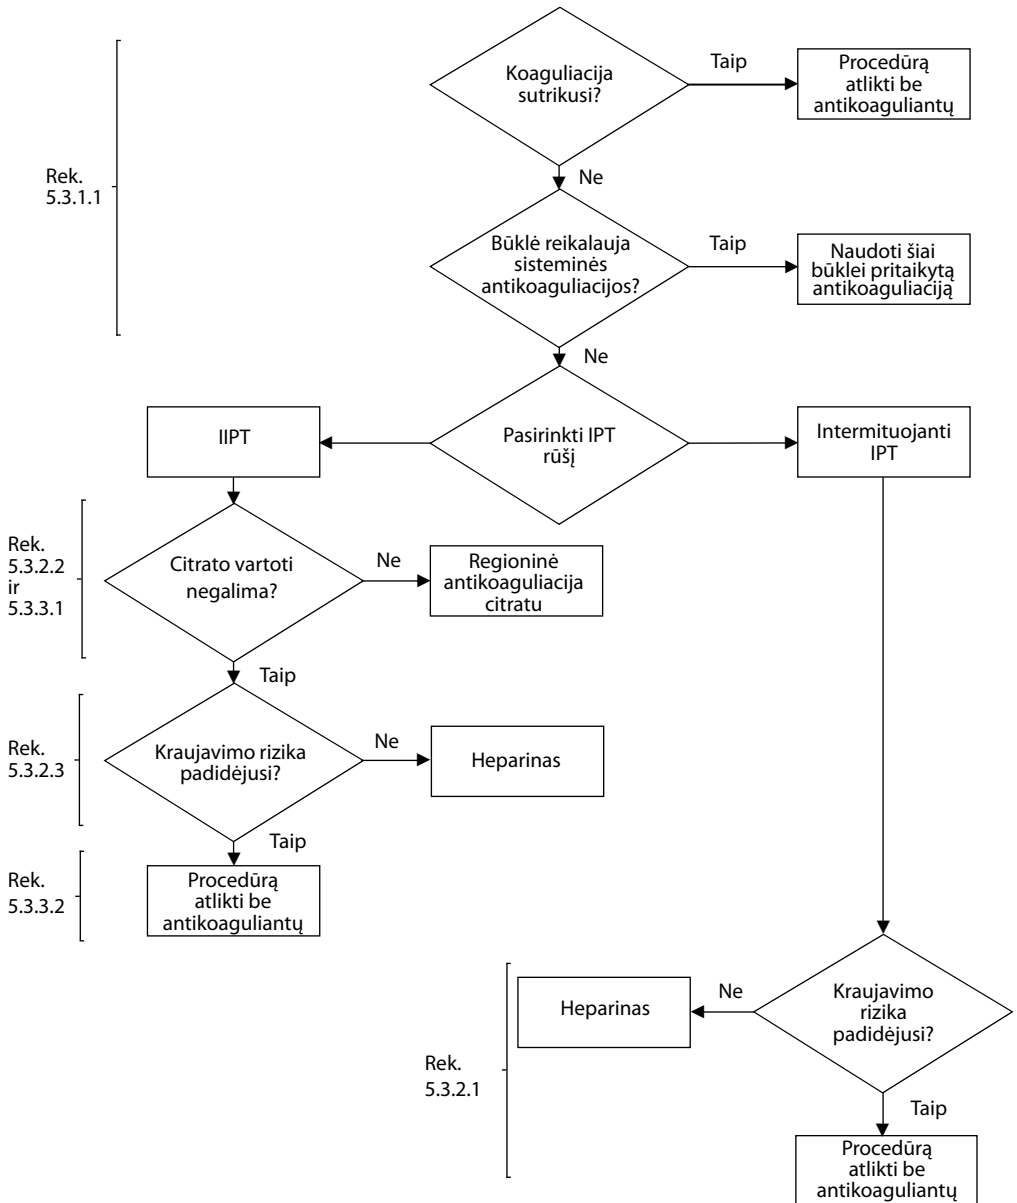 Koaguliacija
sutrikusi?
Taip
Procedūrą
atlikti be
antikoaguliantų
Rek.
5.3.1.1
Ne
Būklė reikalauja
sisteminės
antikoaguliacijos?
Taip
Naudoti šiai
būklei pritaikytą
antikoaguliaciją
Ne
IIPT
Pasirinkti IPT
rūšį
Intermituojanti
IPT
Rek.
5.3.2.2
ir
5.3.3.1
Citrato vartoti
negalima?
Ne
Regioninė
antikoaguliacija
citratu
Taip
Rek.
5.3.2.3
Kraujavimo rizika
padidėjusi?
Ne
Heparinas
Taip
Rek.
5.3.3.2
Procedūrą
atlikti be
antikoaguliantų
Rek.
5.3.2.1
Heparinas
Ne
Kraujavimo
rizika
padidėjusi?
Taip
Procedūrą
atlikti be
antikoaguliantų